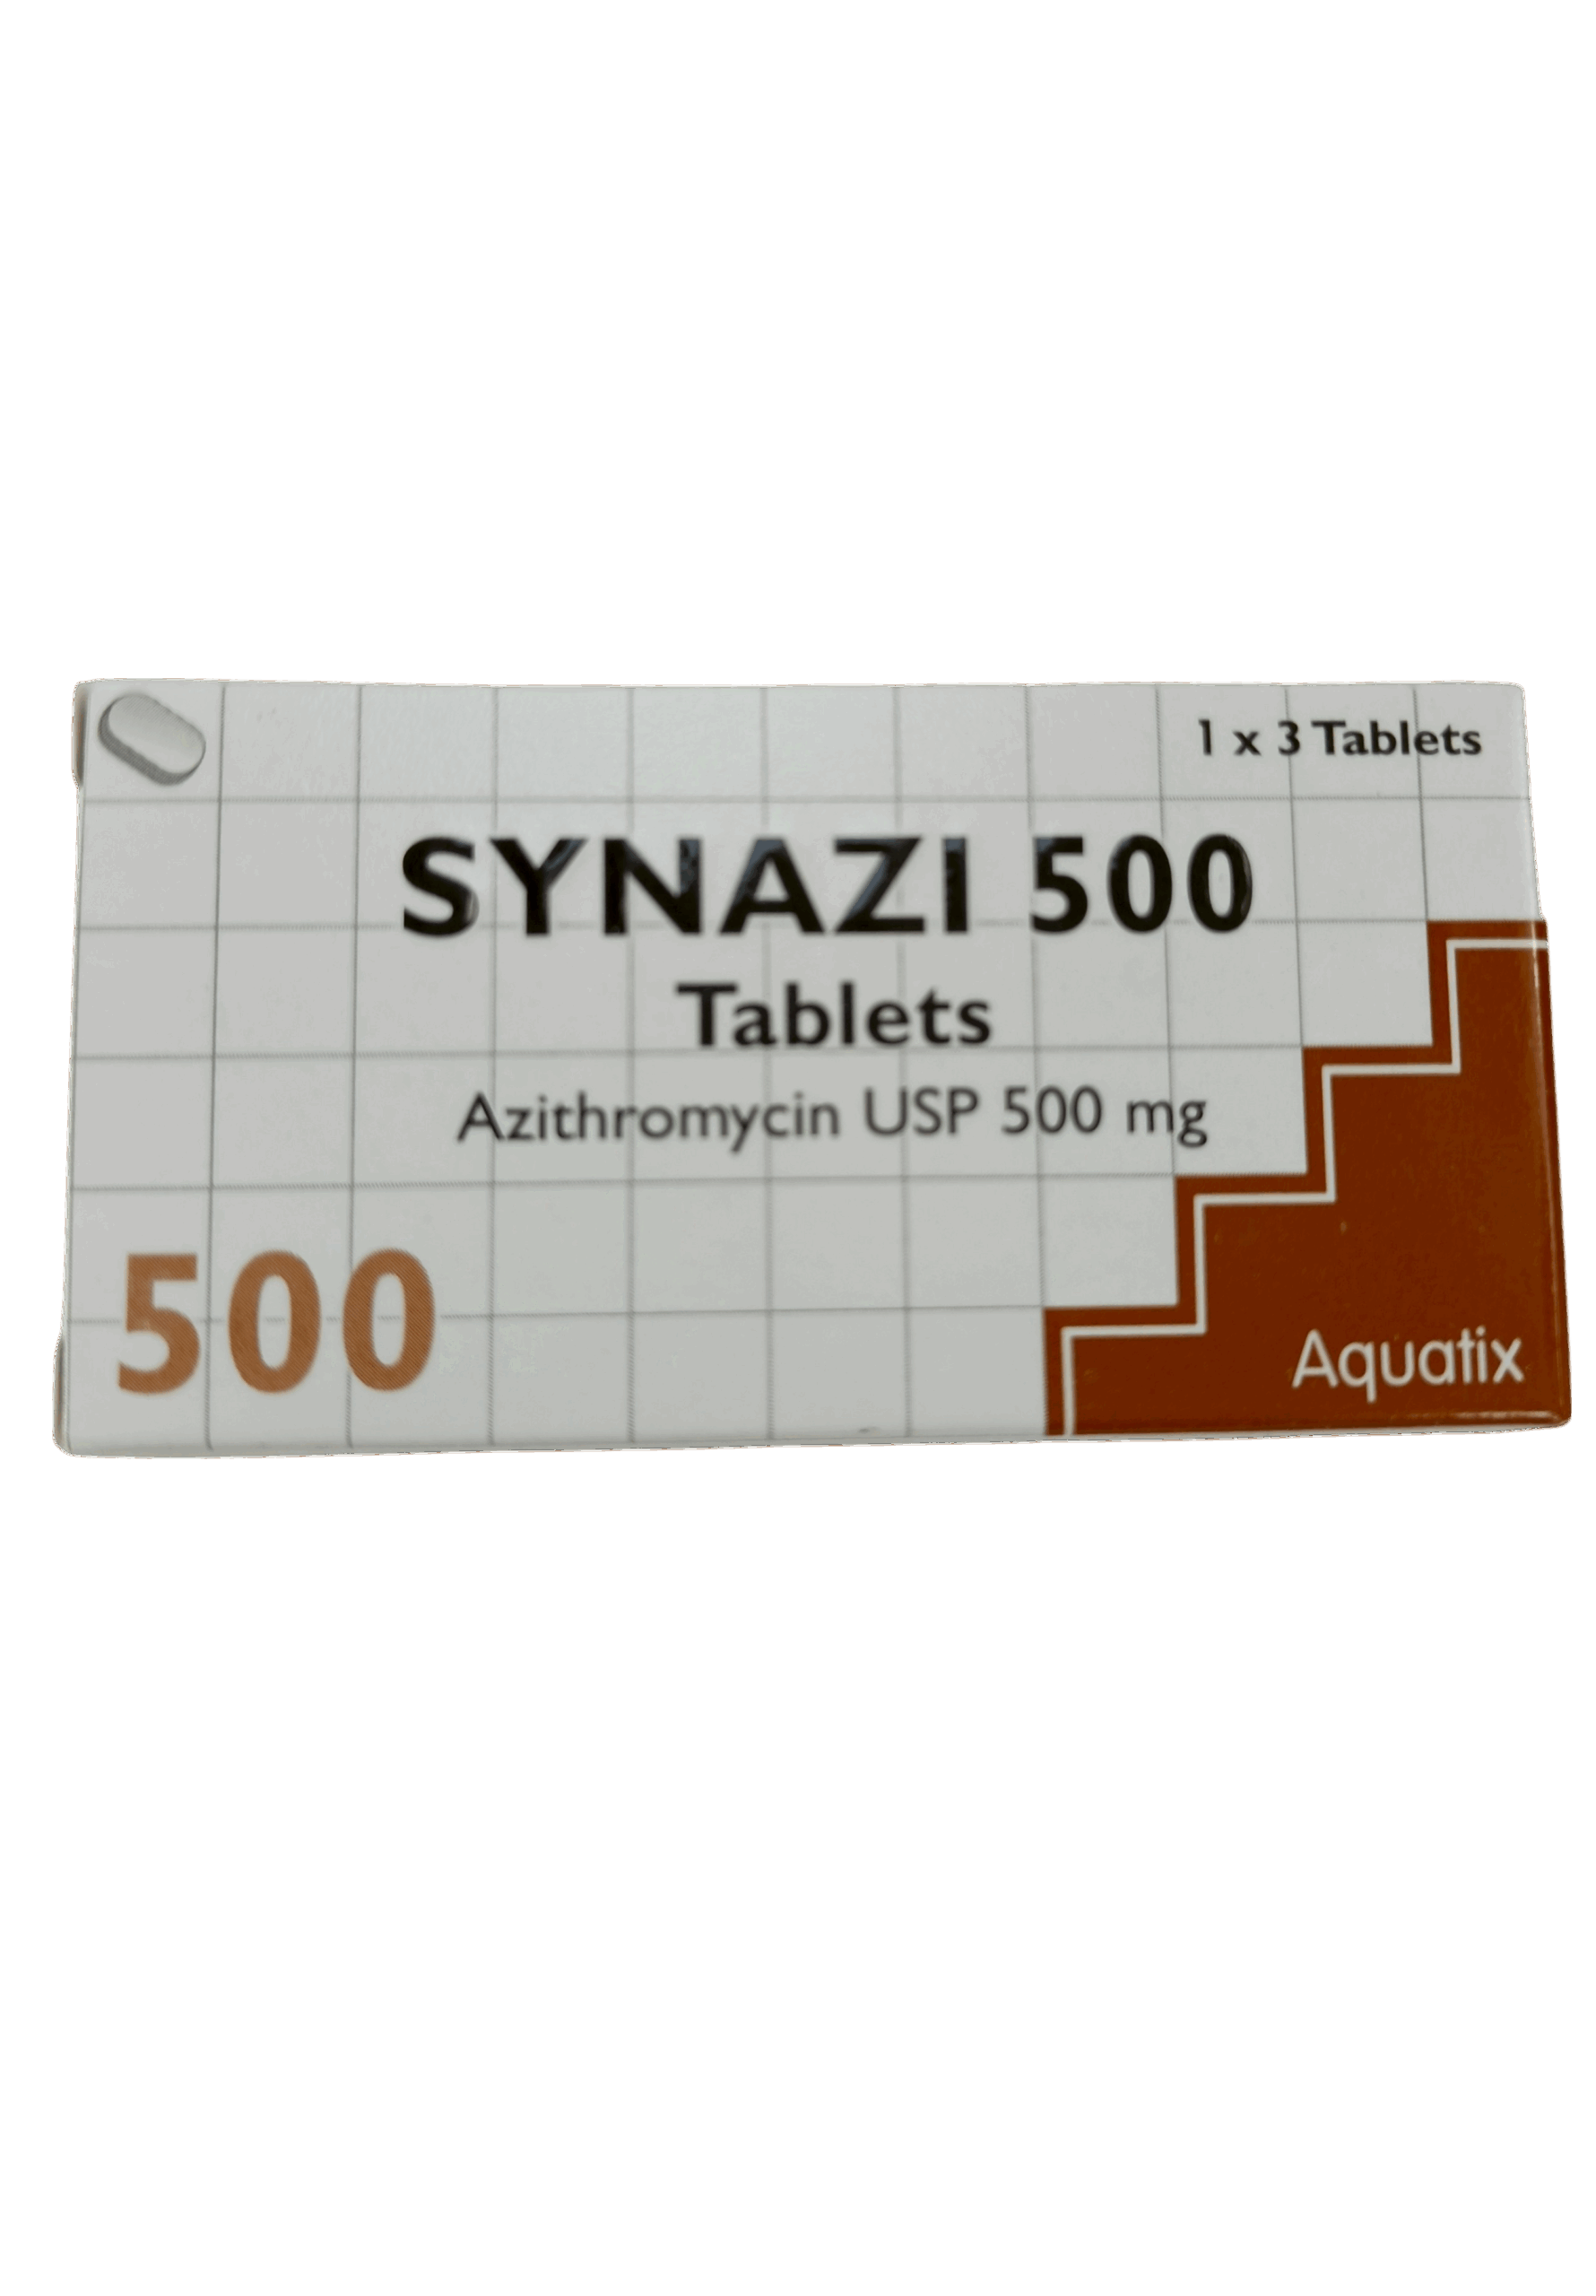 1 x 3 Tablets
SYNAZI 500
Tablets
Azithromycin USP 500 mg
500
Aquatix